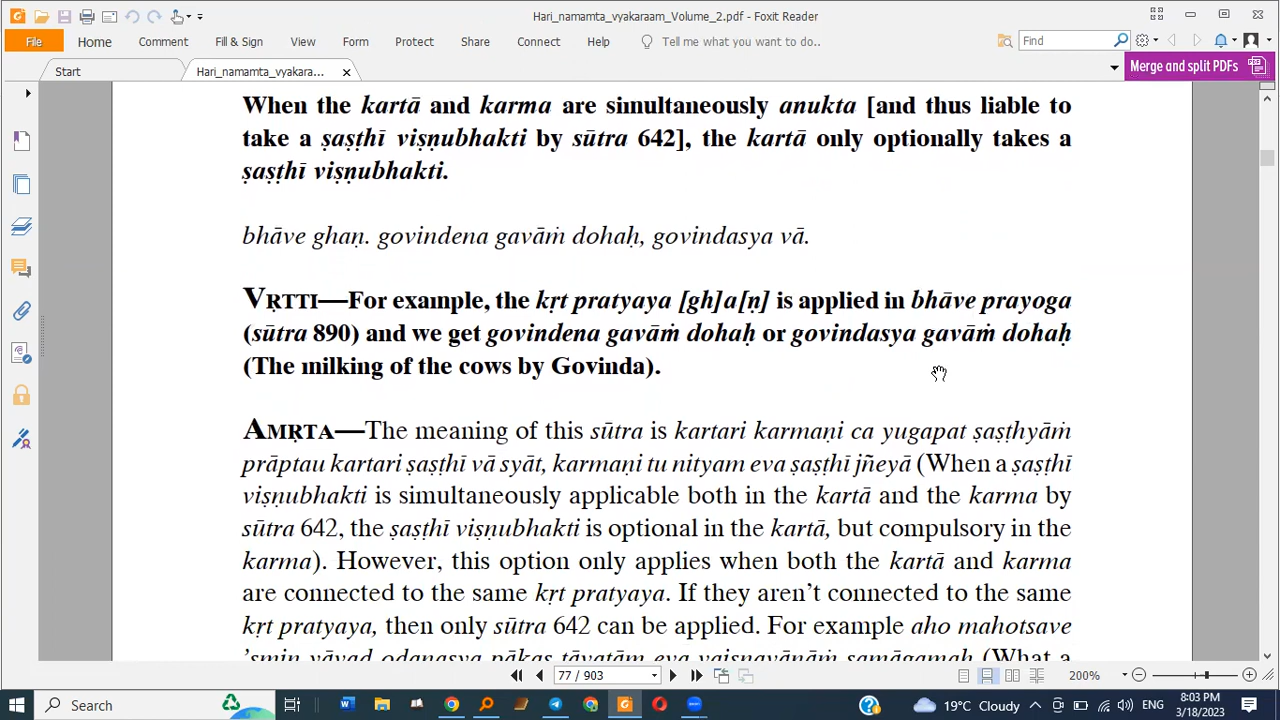 Hari_namamta_vyakaraam_Volume_2.pdf - Foxit Reader
File Home Comment Fill & Sign View Form Protect Share Connect Help Tell me what you want to do.. Find
Start Hari_namamta_vyakara... Merge and split PDFs
When the kartā and karma are simultaneously anukta [and thus liable to
take a ṣaṣṭhī viṣṇubhakti by sūtra 642], the kartā only optionally takes a
ṣaṣṭhī viṣṇubhakti.
bhāve ghaṇ. govindena gavāṁ dohaḥ, govindasya vā.
VṚTTI—For example, the kṛt pratyaya [gh]a[ṇ] is applied in bhāve prayoga
(sūtra 890) and we get govindena gavāṁ dohaḥ or govindasya gavāṁ dohaḥ
(The milking of the cows by Govinda).
AMṚTA—The meaning of this sūtra is kartari karmaṇi ca yugapat ṣaṣṭhyāṁ
prāptau kartari ṣaṣṭhī vā syāt, karmaṇi tu nityam eva ṣaṣṭhī jñeyā (When a ṣaṣṭhī
viṣṇubhakti is simultaneously applicable both in the kartā and the karma by
sūtra 642, the ṣaṣṭhī viṣṇubhakti is optional in the kartā, but compulsory in the
karma). However, this option only applies when both the kartā and karma
are connected to the same kṛt pratyaya. If they aren't connected to the same
kṛt pratyaya, then only sūtra 642 can be applied. For example aho mahotsave
'smin yāvad odanasya pākas tāvatām eva vaiṣṇavānāṁ samāgamaḥ (What a
77 / 903 200%
Search 19°C Cloudy ENG 8:03 PM
3/18/2023